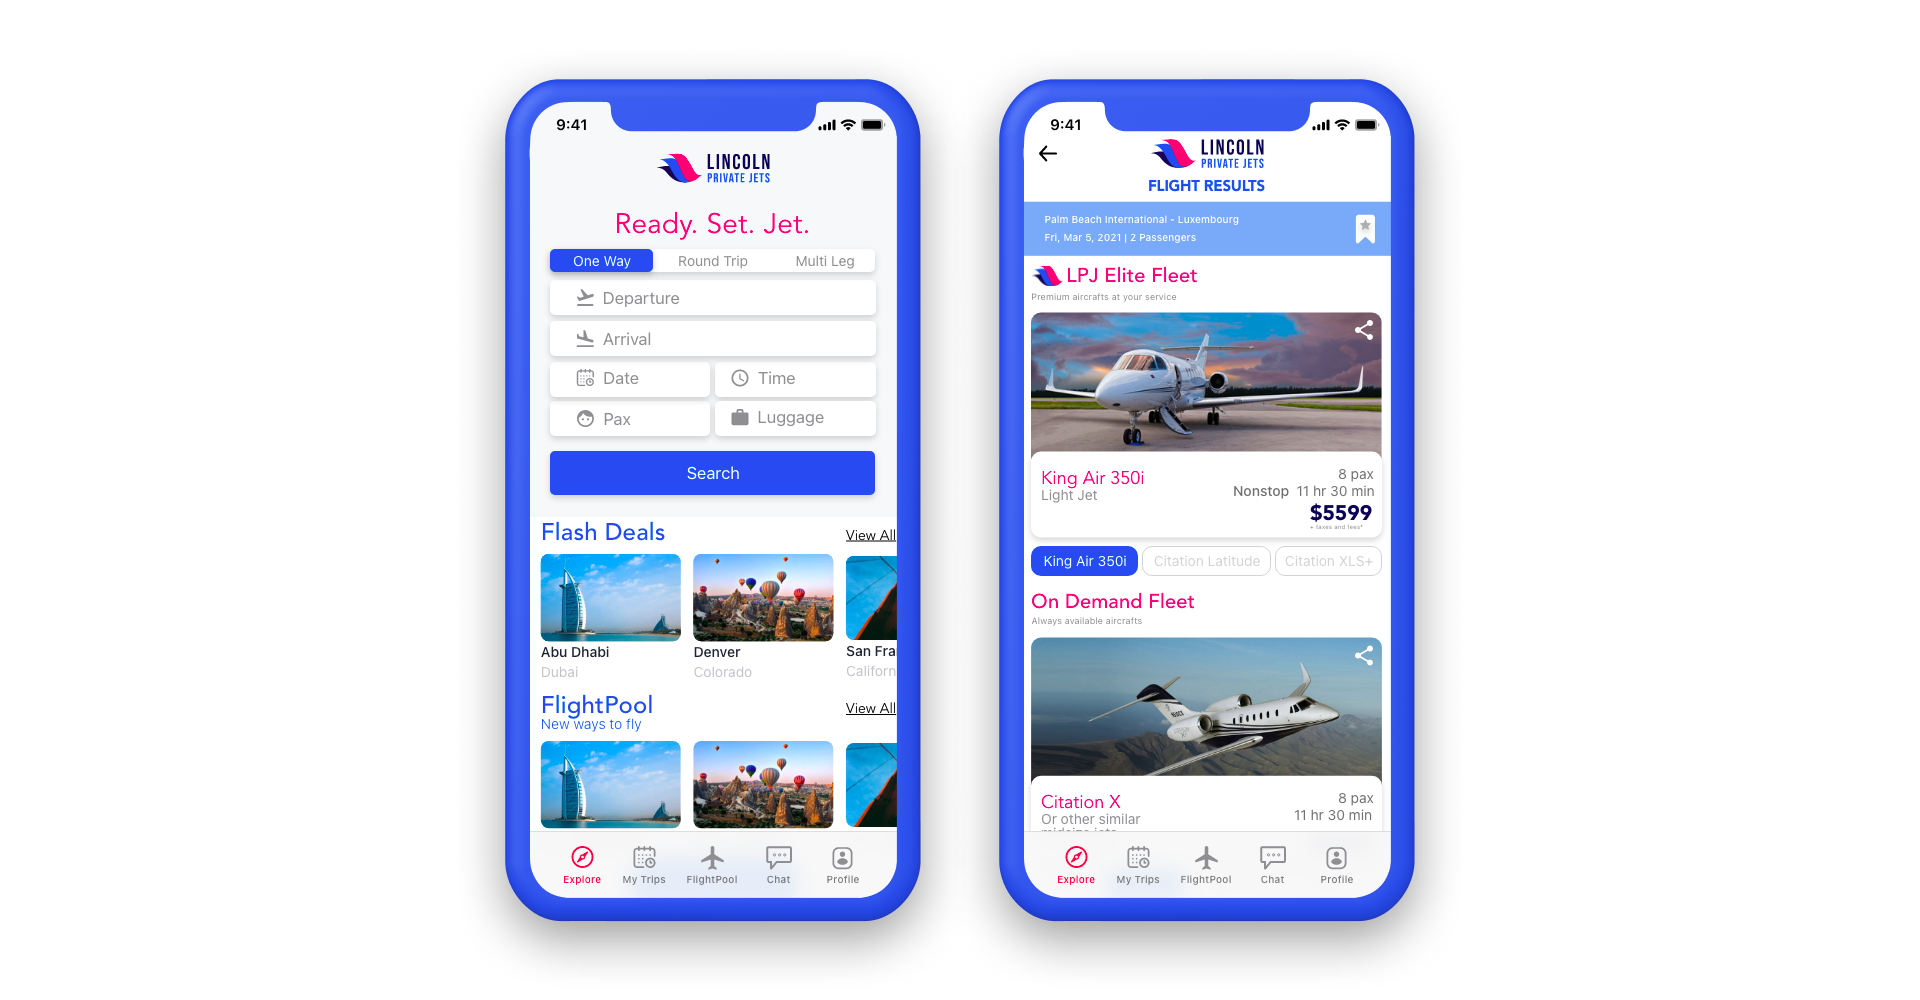 9:41
LINCOLN
PRIVATE JETS
Ready. Set. Jet.
One Way Round Trip Multi Leg
Departure
Arrival
Date Time
Pax Luggage
Search
Flash Deals View All
Abu Dhabi Denver San Fra
Dubai Colorado Californ
FlightPool View All
New ways to fly
Explore My Trips FlightPool Chat Profile
9:41
LINCOLN
PRIVATE JETS
FLIGHT RESULTS
Palm Beach International - Luxembourg
Fri, Mar 5, 2021 | 2 Passengers
LPJ Elite Fleet
Premium aircrafts at your service
King Air 350i 8 pax
Light Jet Nonstop 11 hr 30 min
$5599
+ taxes and fees*
King Air 350i Citation Latitude Citation XLS+
On Demand Fleet
Always available aircrafts
Citation X 8 pax
Or other similar 11 hr 30 min
midsize jets
Explore My Trips FlightPool Chat Profile